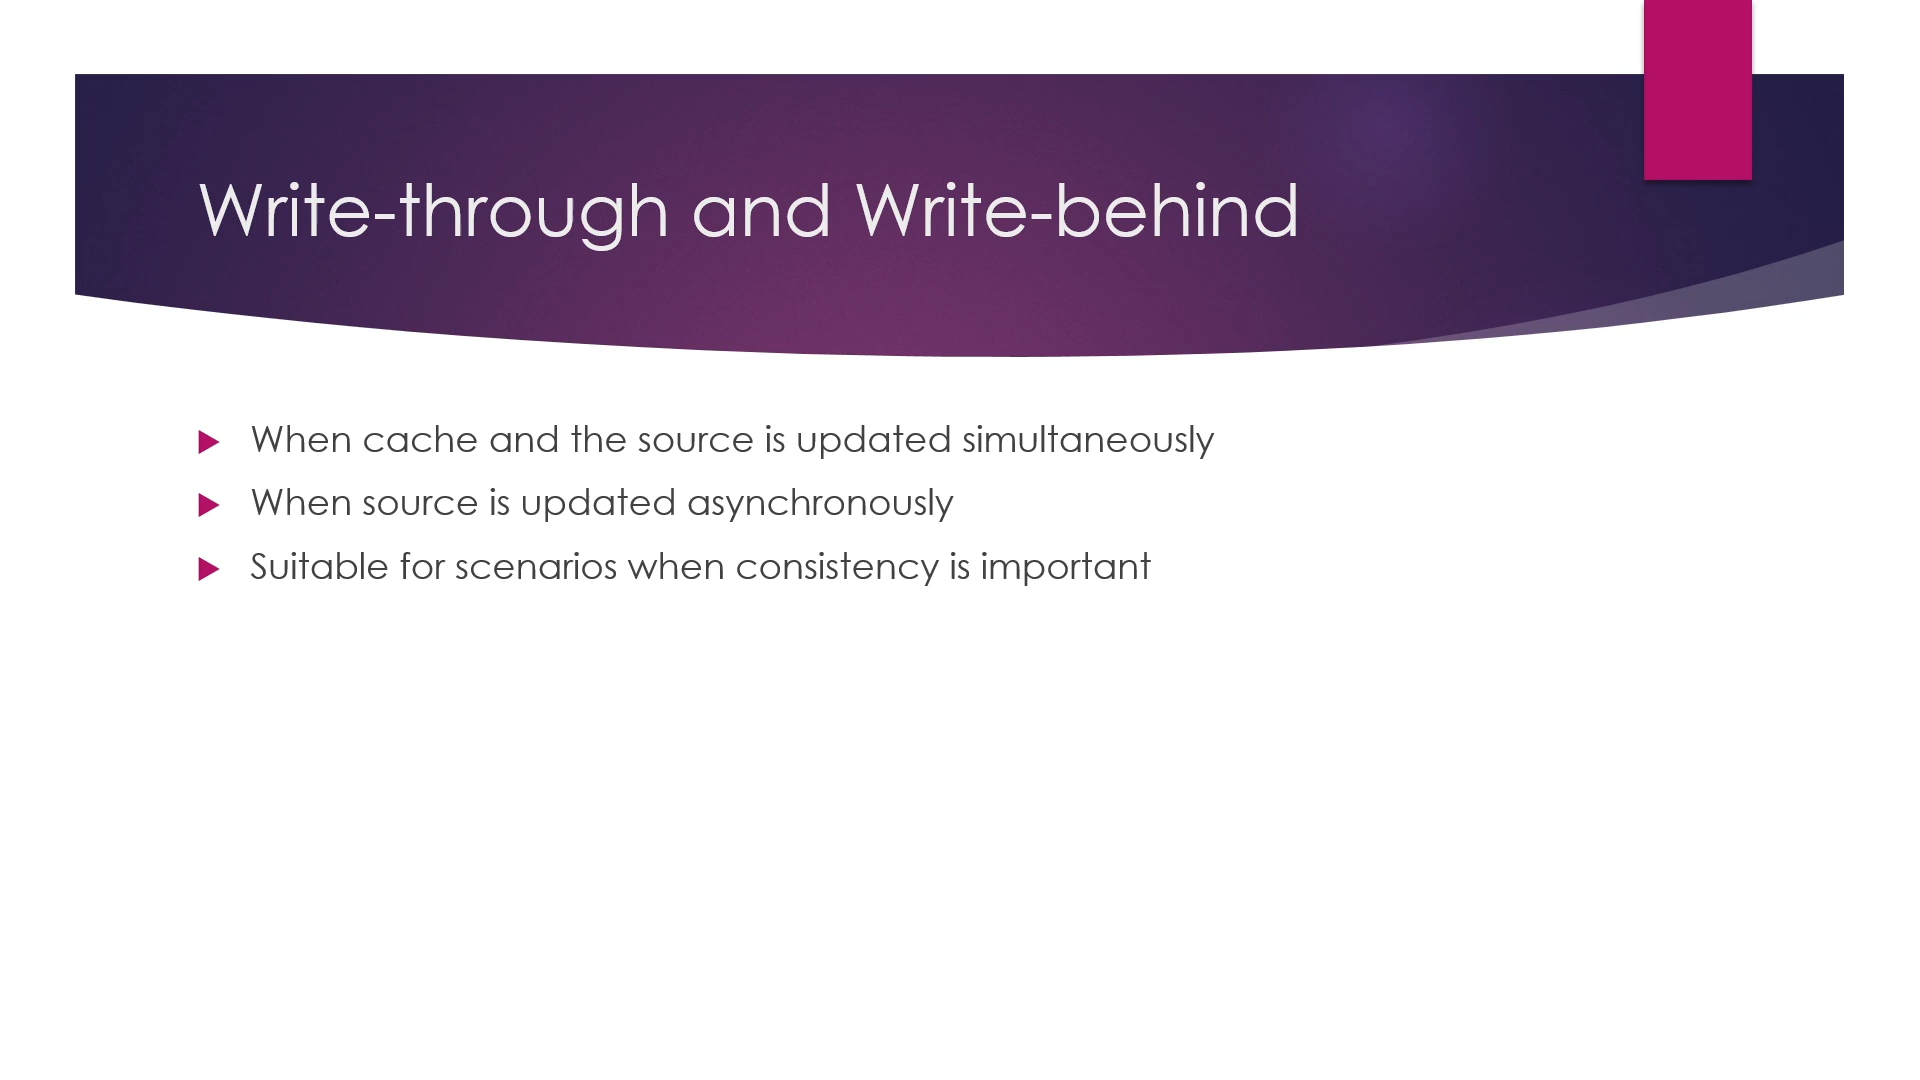 Write-through and Write-behind
When cache and the source is updated simultaneously
When source is updated asynchronously
Suitable for scenarios when consistency is important